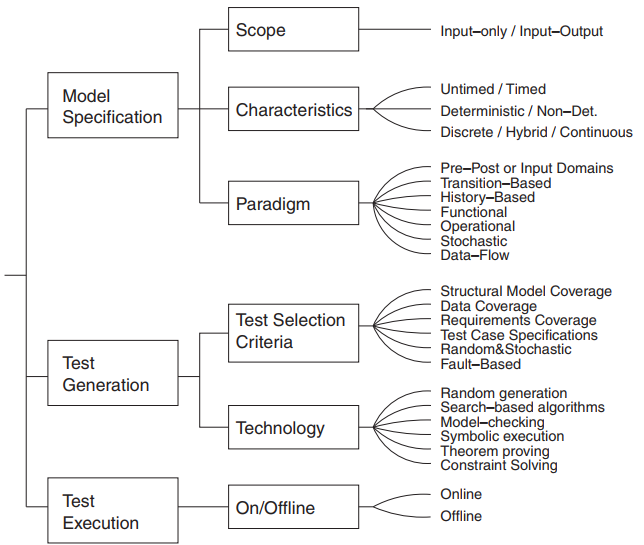 Scope
Input–only / Input–Output
Model
Specification
Characteristics
Untimed / Timed
Deterministic / Non–Det.
Discrete / Hybrid / Continuous
Paradigm
Pre–Post or Input Domains
Transition–Based
History–Based
Functional
Operational
Stochastic
Data–Flow
Test Selection
Criteria
Structural Model Coverage
Data Coverage
Requirements Coverage
Test Case Specifications
Random&Stochastic
Fault–Based
Test
Generation
Technology
Random generation
Search–based algorithms
Model–checking
Symbolic execution
Theorem proving
Constraint Solving
Test
Execution
On/Offline
Online
Offline